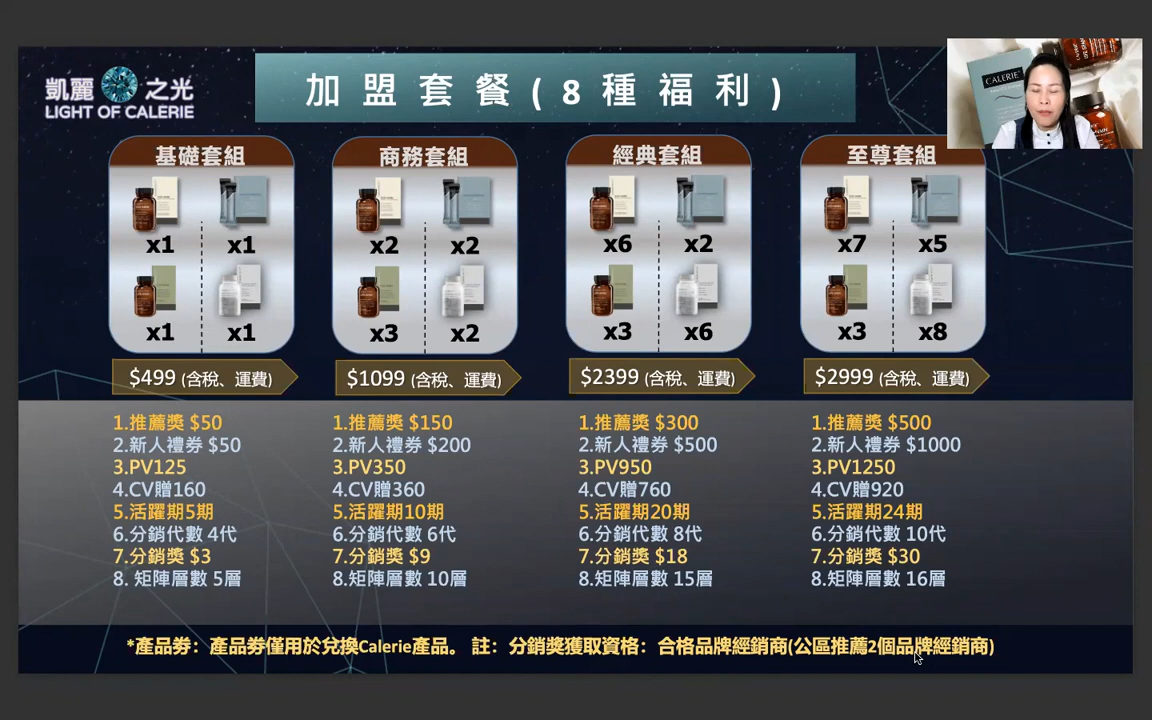 凱麗之光
LIGHT OF CALERIE
加盟套餐(8種福利)
CALERIE
基礎套組
x1
x1
x1
x1
$499 (含稅、運費)
1.推薦獎 $50
2.新人禮券 $50
3.PV125
4.CV贈160
5.活躍期5期
6.分銷代數 4代
7.分銷獎 $3
8. 矩陣層數 5層
商務套組
x2
x2
x3
x2
$1099 (含稅、運費)
1.推薦獎 $150
2.新人禮券 $200
3.PV350
4.CV贈360
5.活躍期10期
6.分銷代數 6代
7.分銷獎 $9
8.矩陣層數 10層
經典套組
x6
x2
x3
x6
$2399 (含稅、運費)
1.推薦獎 $300
2.新人禮券 $500
3.PV950
4.CV贈760
5.活躍期20期
6.分銷代數 8代
7.分銷獎 $18
8.矩陣層數 15層
至尊套組
x7
x5
x3
x8
$2999 (含稅、運費)
1.推薦獎 $500
2.新人禮券 $1000
3.PV1250
4.CV贈920
5.活躍期24期
6.分銷代數 10代
7.分銷獎 $30
8.矩陣層數 16層
*產品券：產品券僅用於兌換Calerie產品。 註：分銷獎獲取資格：合格品牌經銷商(公區推薦2個品牌經銷商)